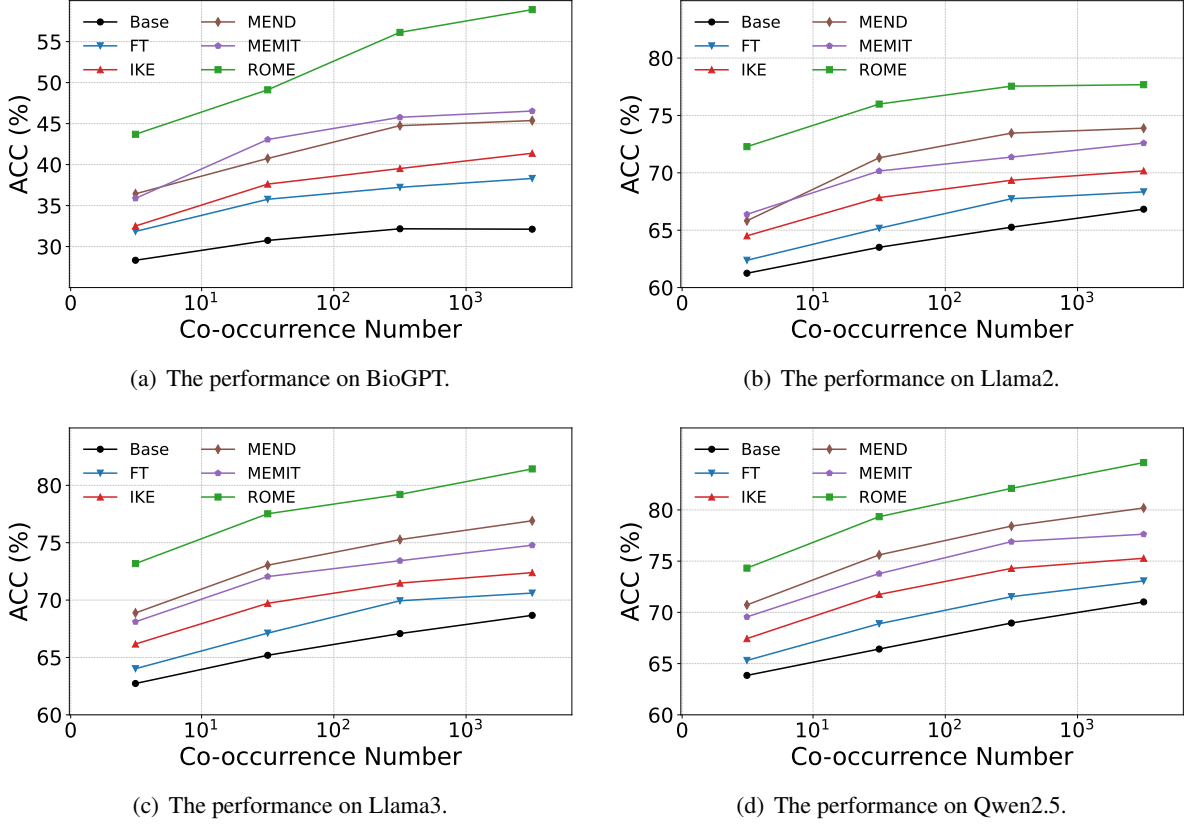 Base
FT
IKE
MEND
MEMIT
ROME
ACC (%)
55
50
45
40
35
30
0
10^1
10^2
10^3
Co-occurrence Number
(a) The performance on BioGPT.
Base
FT
IKE
MEND
MEMIT
ROME
ACC (%)
80
75
70
65
60
0
10^1
10^2
10^3
Co-occurrence Number
(b) The performance on Llama2.
Base
FT
IKE
MEND
MEMIT
ROME
ACC (%)
80
75
70
65
60
0
10^1
10^2
10^3
Co-occurrence Number
(c) The performance on Llama3.
Base
FT
IKE
MEND
MEMIT
ROME
ACC (%)
80
75
70
65
60
0
10^1
10^2
10^3
Co-occurrence Number
(d) The performance on Qwen2.5.